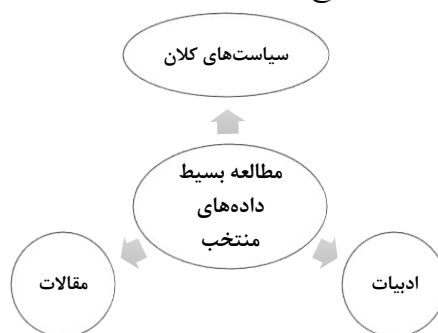 سیاست‌های کلان
مطالعه بسیط
داده‌های
منتخب
ادبیات
مقالات